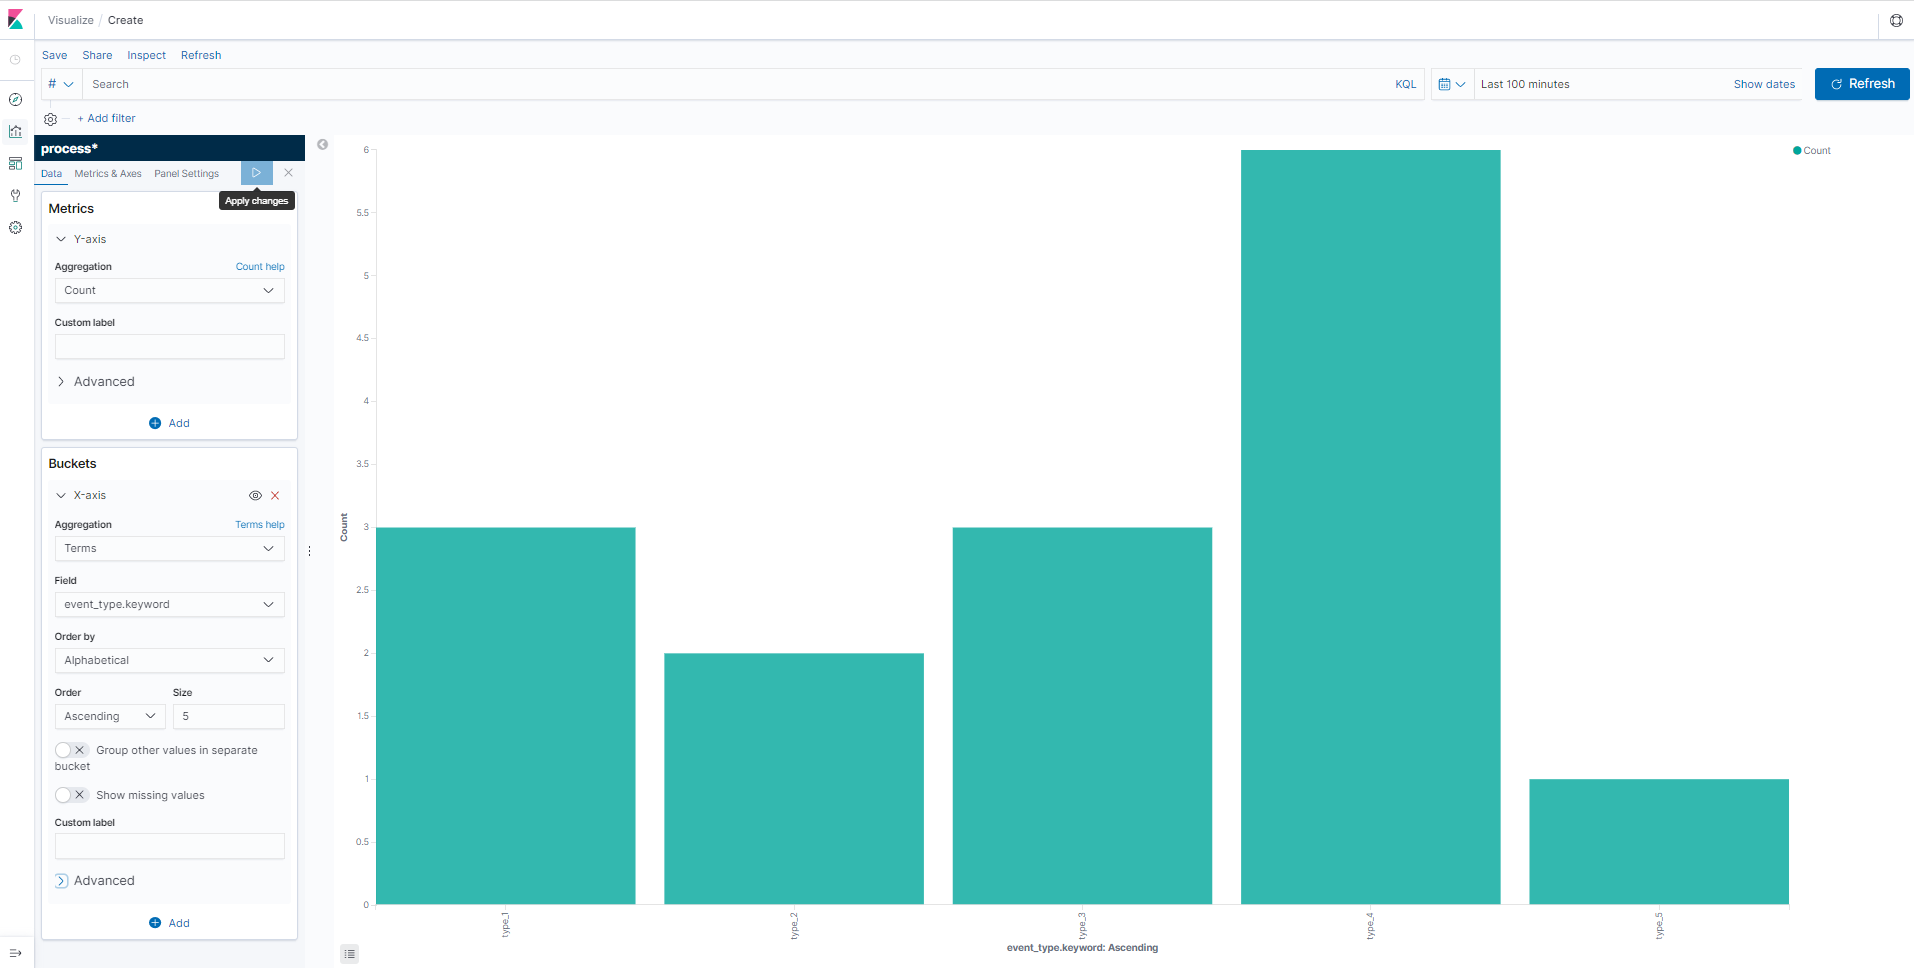 Visualize / Create
Save Share Inspect Refresh
# Search KQL Last 100 minutes Show dates Refresh
+ Add filter
process*
Data Metrics & Axes Panel Settings
Apply changes
Metrics
Y-axis
Aggregation Count help
Count
Custom label
Advanced
Add
Buckets
X-axis
Aggregation Terms help
Terms
Field
event_type.keyword
Order by
Alphabetical
Order Size
Ascending 5
Group other values in separate
bucket
Show missing values
Custom label
Advanced
Add
Count
6
5.5
5
4.5
4
3.5
3
2.5
2
1.5
1
0.5
0
Count
type_1 type_2 type_3 type_4 type_5
event_type.keyword: Ascending